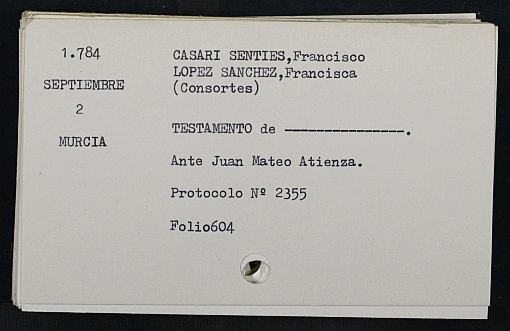 1.784
SEPTIEMBRE
2
MURCIA
CASARI SENTIES,Francisco
LOPEZ SANCHEZ,Francisca
(Consortes)
TESTAMENTO de ---------------.
Ante Juan Mateo Atienza.
Protocolo Nº 2355
Folio604